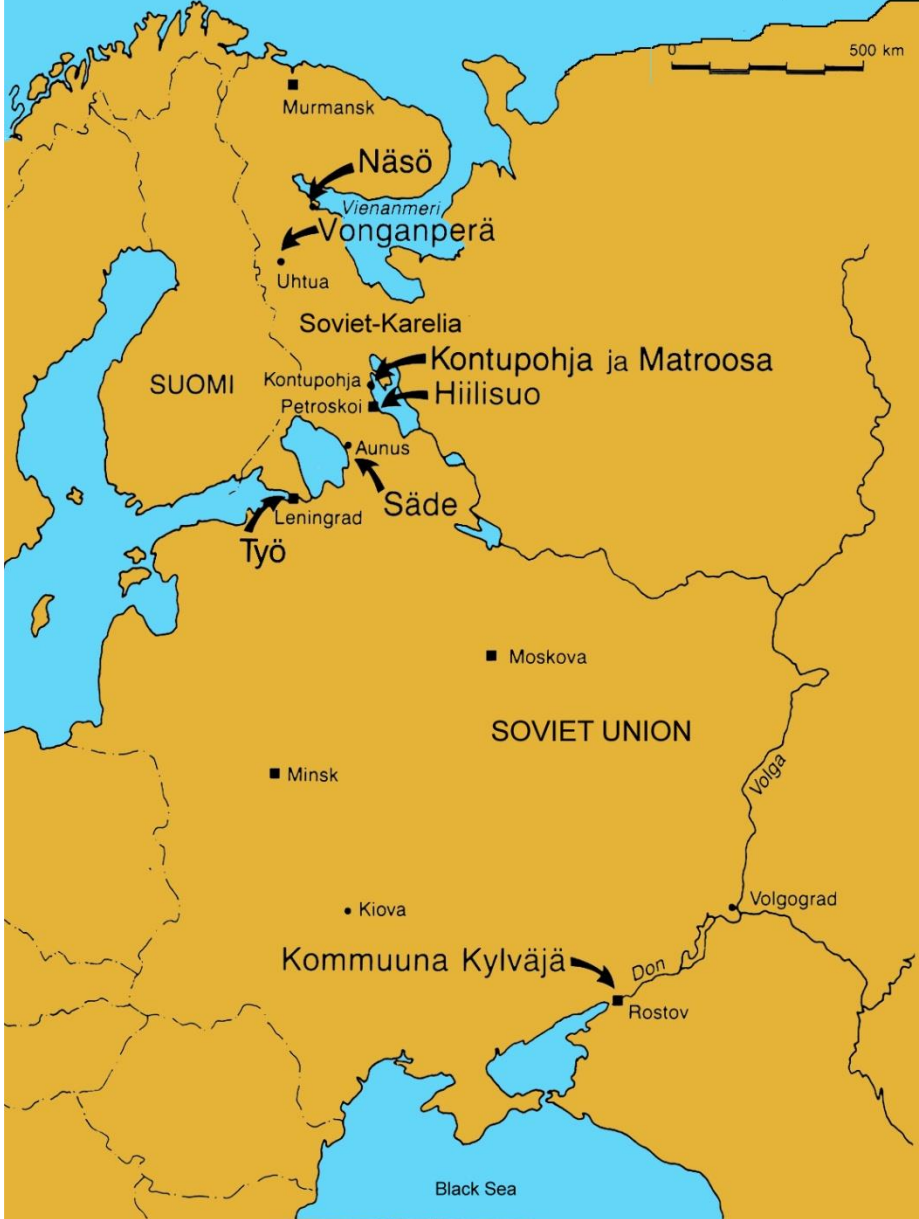 0 500 km
Murmansk
Näsö
Vienanmeri
Vonganperä
Uhtua
Soviet-Karelia
Kontupohja ja Matroosa
SUOMI
Kontupohja
Hiilisuo
Petroskoi
Aunus
Säde
Leningrad
Työ
Moskova
SOVIET UNION
Volga
Minsk
Volgograd
Kiova
Kommuuna Kylväjä
Don
Rostov
Black Sea